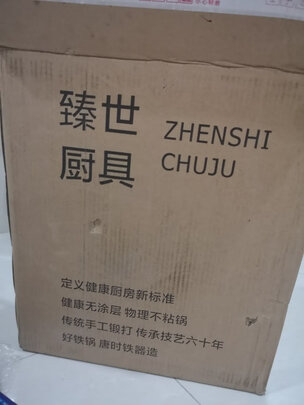 臻世 ZHENSHI
厨具 CHUJU
定义健康厨房新标准
健康无涂层 物理不粘锅
传统手工锻打 传承技艺六十年
好铁锅 唐时铁器造